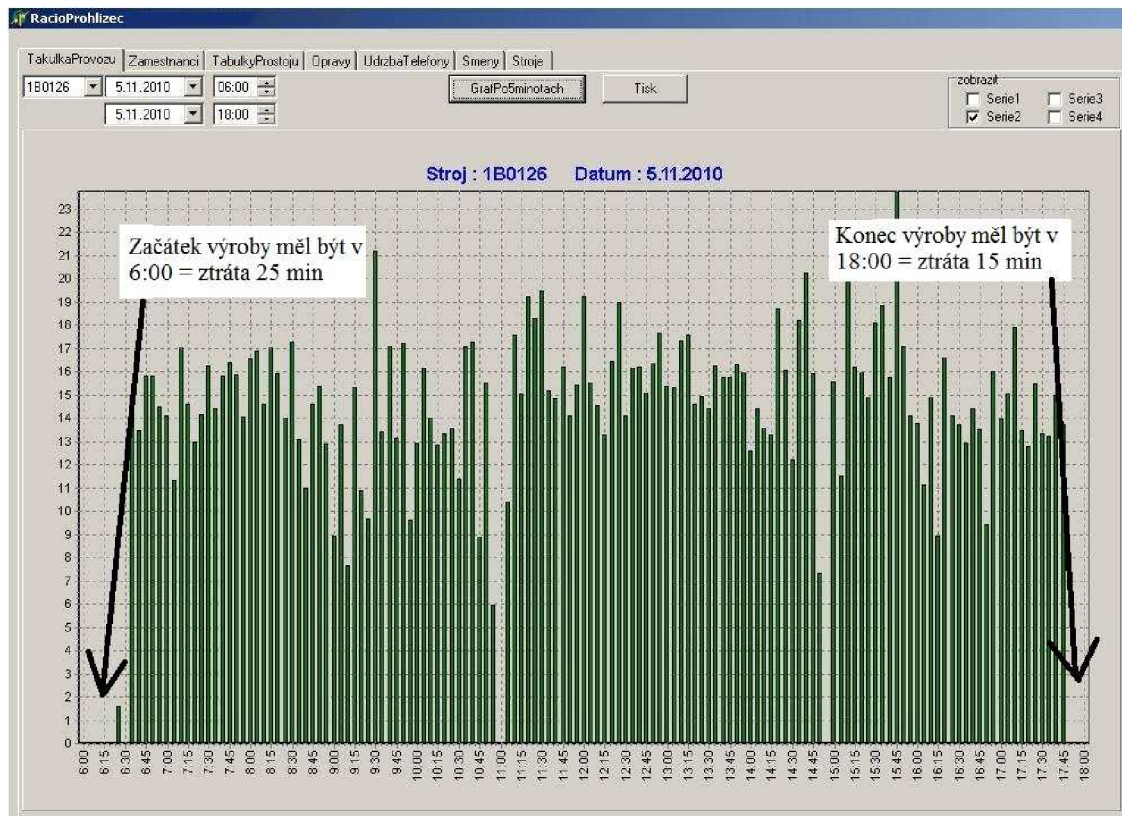 RacioProhlizec
TakulkaProvozu Zamestnanci TabulkyProstoju Opravy UdrzbaTelefony Smeny Stroje
1B0126 5.11.2010 06:00 GrafPo5minotach Tisk zobrazit
Serie1 Serie3
5.11.2010 18:00 Serie2 Serie4
Stroj : 1B0126 Datum : 5.11.2010
23
22
21
20
19
18
17
16
15
14
13
12
11
10
9
8
7
6
5
4
3
2
1
0
Začátek výroby měl být v
6:00 = ztráta 25 min
Konec výroby měl být v
18:00 = ztráta 15 min
6:00 6:15 6:30 6:45 7:00 7:15 7:30 7:45 8:00 8:15 8:30 8:45 9:00 9:15 9:30 9:45 10:00 10:15 10:30 10:45 11:00 11:15 11:30 11:45 12:00 12:15 12:30 12:45 13:00 13:15 13:30 13:45 14:00 14:15 14:30 14:45 15:00 15:15 15:30 15:45 16:00 16:15 16:30 16:45 17:00 17:15 17:30 17:45 18:00